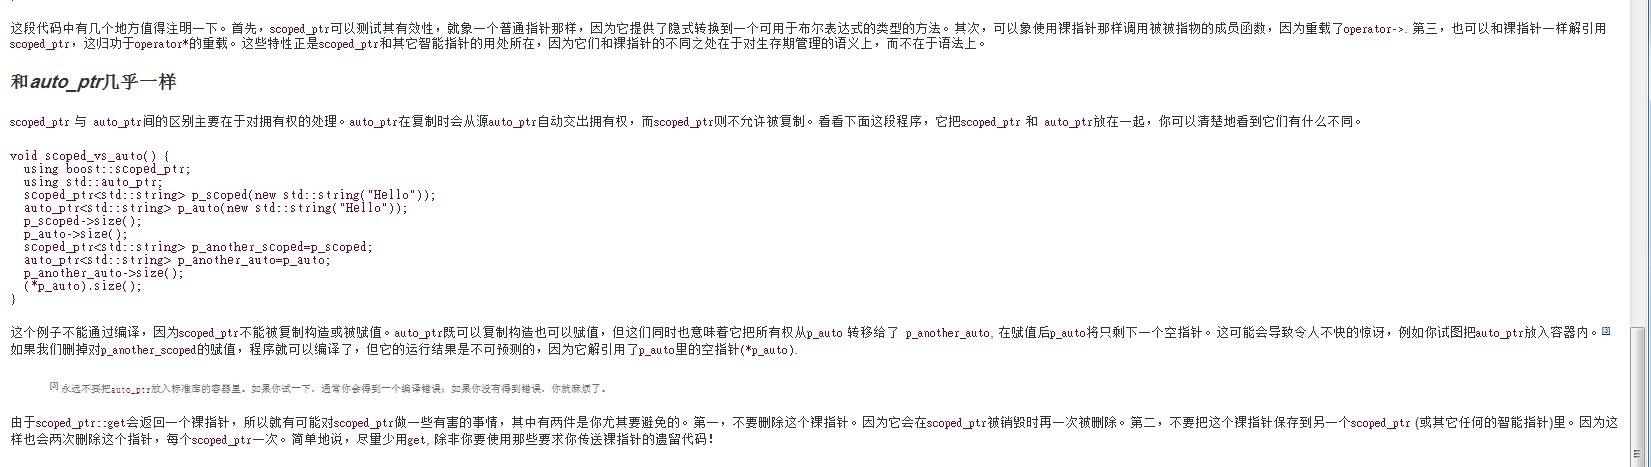 这段代码中有几个地方值得注明一下。首先，scoped_ptr可以测试其有效性，就象一个普通指针那样，因为它提供了隐式转换到一个可用于布尔表达式的类型的方法。其次，可以象使用裸指针那样调用被被指物的成员函数，因为重载了operator->. 第三，也可以和裸指针一样解引用
scoped_ptr，这归功于operator*的重载。这些特性正是scoped_ptr和其它智能指针的用处所在，因为它们和裸指针的不同之处在于对生存期管理的语义上，而不在于语法上。
和auto_ptr几乎一样
scoped_ptr 与 auto_ptr间的区别主要在于对拥有权的处理。auto_ptr在复制时会从源auto_ptr自动交出拥有权，而scoped_ptr则不允许被复制。看看下面这段程序，它把scoped_ptr 和 auto_ptr放在一起，你可以清楚地看到它们有什么不同。
void scoped_vs_auto() {
using boost::scoped_ptr;
using std::auto_ptr;
scoped_ptr<std::string> p_scoped(new std::string("Hello"));
auto_ptr<std::string> p_auto(new std::string("Hello"));
p_scoped->size();
p_auto->size();
scoped_ptr<std::string> p_another_scoped=p_scoped;
auto_ptr<std::string> p_another_auto=p_auto;
p_another_auto->size();
(*p_auto).size();
}
这个例子不能通过编译，因为scoped_ptr不能被复制构造或被赋值。auto_ptr既可以复制构造也可以赋值，但这们同时也意味着它把所有权从p_auto 转移给了 p_another_auto, 在赋值后p_auto将只剩下一个空指针。这可能会导致令人不快的惊讶，例如你试图把auto_ptr放入容器内。[3]
如果我们删掉对p_another_scoped的赋值，程序就可以编译了，但它的运行结果是不可预测的，因为它解引用了p_auto里的空指针(*p_auto).
[3] 永远不要把auto_ptr放入标准库的容器里。如果你试一下，通常你会得到一个编译错误；如果你没有得到错误，你就麻烦了。
由于scoped_ptr::get会返回一个裸指针，所以就有可能对scoped_ptr做一些有害的事情，其中有两件是你尤其要避免的。第一，不要删除这个裸指针。因为它会在scoped_ptr被销毁时再一次被删除。第二，不要把这个裸指针保存到另一个scoped_ptr (或其它任何的智能指针)里。因为这
样也会两次删除这个指针，每个scoped_ptr一次。简单地说，尽量少用get, 除非你要使用那些要求你传送裸指针的遗留代码！